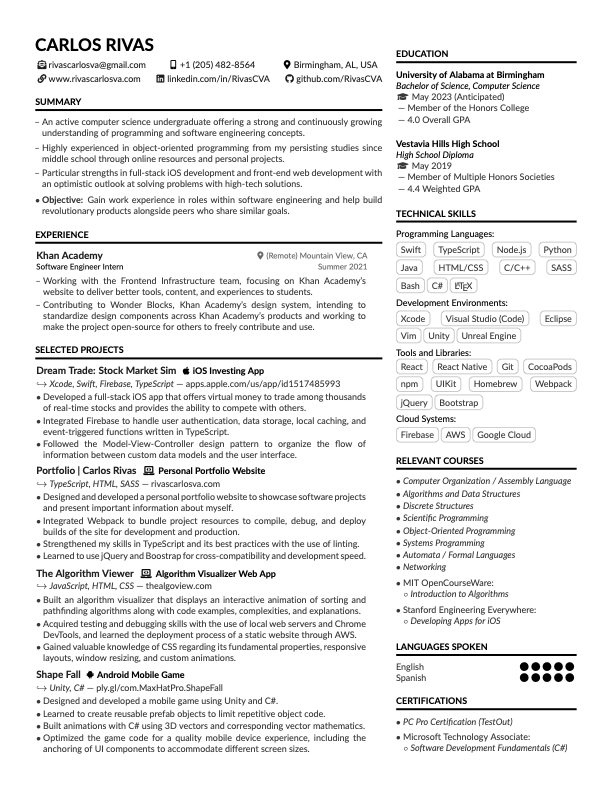 CARLOS RIVAS
rivascarlosva@gmail.com +1 (205) 482-8564 Birmingham, AL, USA
www.rivascarlosva.com linkedin.com/in/RivasCVA github.com/RivasCVA
SUMMARY
– An active computer science undergraduate offering a strong and continuously growing
understanding of programming and software engineering concepts.
– Highly experienced in object-oriented programming from my persisting studies since
middle school through online resources and personal projects.
– Particular strengths in full-stack iOS development and front-end web development with
an optimistic outlook at solving problems with high-tech solutions.
• Objective: Gain work experience in roles within software engineering and help build
revolutionary products alongside peers who share similar goals.
EXPERIENCE
Khan Academy (Remote) Mountain View, CA
Software Engineer Intern Summer 2021
– Working with the Frontend Infrastructure team, focusing on Khan Academy's
website to deliver better tools, content, and experiences to students.
– Contributing to Wonder Blocks, Khan Academy's design system, intending to
standardize design components across Khan Academy's products and working to
make the project open-source for others to freely contribute and use.
SELECTED PROJECTS
Dream Trade: Stock Market Sim iOS Investing App
↪ Xcode, Swift, Firebase, TypeScript — apps.apple.com/us/app/id1517485993
• Developed a full-stack iOS app that offers virtual money to trade among thousands
of real-time stocks and provides the ability to compete with others.
• Integrated Firebase to handle user authentication, data storage, local caching, and
event-triggered functions written in TypeScript.
• Followed the Model-View-Controller design pattern to organize the flow of
information between custom data models and the user interface.
Portfolio | Carlos Rivas Personal Portfolio Website
↪ TypeScript, HTML, SASS — rivascarlosva.com
• Designed and developed a personal portfolio website to showcase software projects
and present important information about myself.
• Integrated Webpack to bundle project resources to compile, debug, and deploy
builds of the site for development and production.
• Strengthened my skills in TypeScript and its best practices with the use of linting.
• Learned to use jQuery and Boostrap for cross-compatibility and development speed.
The Algorithm Viewer Algorithm Visualizer Web App
↪ JavaScript, HTML, CSS — thealgoview.com
• Built an algorithm visualizer that displays an interactive animation of sorting and
pathfinding algorithms along with code examples, complexities, and explanations.
• Acquired testing and debugging skills with the use of local web servers and Chrome
DevTools, and learned the deployment process of a static website through AWS.
• Gained valuable knowledge of CSS regarding its fundamental properties, responsive
layouts, window resizing, and custom animations.
Shape Fall Android Mobile Game
↪ Unity, C# — ply.gl/com.MaxHatPro.ShapeFall
• Designed and developed a mobile game using Unity and C#.
• Learned to create reusable prefab objects to limit repetitive object code.
• Built animations with C# using 3D vectors and corresponding vector mathematics.
• Optimized the game code for a quality mobile device experience, including the
anchoring of UI components to accommodate different screen sizes.
EDUCATION
University of Alabama at Birmingham
Bachelor of Science, Computer Science
May 2023 (Anticipated)
— Member of the Honors College
— 4.0 Overall GPA
Vestavia Hills High School
High School Diploma
May 2019
— Member of Multiple Honors Societies
— 4.4 Weighted GPA
TECHNICAL SKILLS
Programming Languages:
Swift TypeScript Node.js Python
Java HTML/CSS C/C++ SASS
Bash C# LATEX
Development Environments:
Xcode Visual Studio (Code) Eclipse
Vim Unity Unreal Engine
Tools and Libraries:
React React Native Git CocoaPods
npm UIKit Homebrew Webpack
jQuery Bootstrap
Cloud Systems:
Firebase AWS Google Cloud
RELEVANT COURSES
• Computer Organization / Assembly Language
• Algorithms and Data Structures
• Discrete Structures
• Scientific Programming
• Object-Oriented Programming
• Systems Programming
• Automata / Formal Languages
• Networking
• MIT OpenCourseWare:
○ Introduction to Algorithms
• Stanford Engineering Everywhere:
○ Developing Apps for iOS
LANGUAGES SPOKEN
English
Spanish
CERTIFICATIONS
• PC Pro Certification (TestOut)
• Microsoft Technology Associate:
○ Software Development Fundamentals (C#)